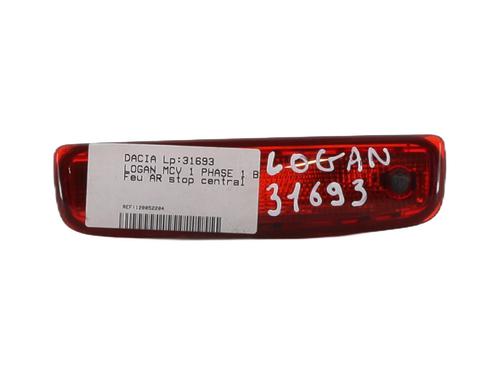 DACIA Lp:31693
LOGAN MCV 1 PHASE 1 B
Feu AR stop central
REF:120052204
LOGAN
31693